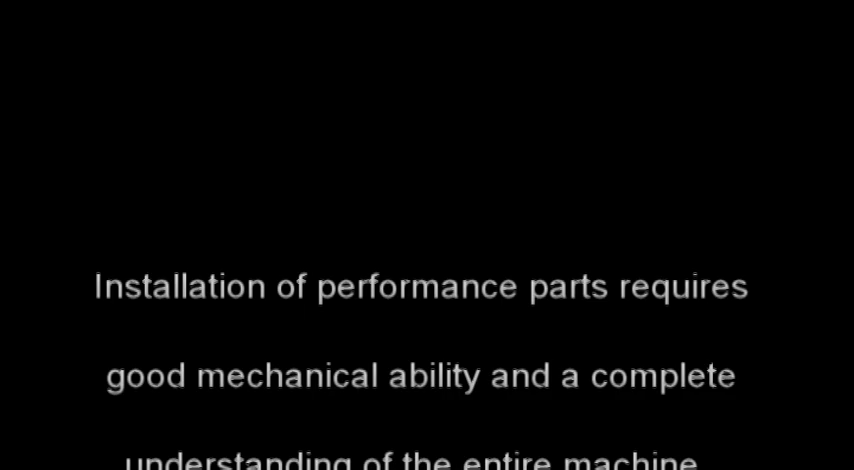 Installation of performance parts requires
good mechanical ability and a complete
understanding of the entire machine